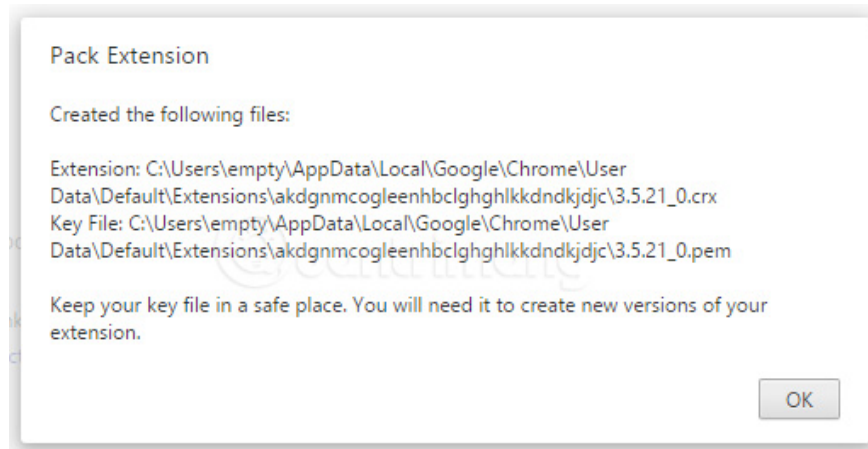 Pack Extension
Created the following files:
Extension: C:\Users\empty\AppData\Local\Google\Chrome\User
Data\Default\Extensions\akdgnmcogleenhbclghghlkkdndkjdjc\3.5.21_0.crx
Key File: C:\Users\empty\AppData\Local\Google\Chrome\User
Data\Default\Extensions\akdgnmcogleenhbclghghlkkdndkjdjc\3.5.21_0.pem
Keep your key file in a safe place. You will need it to create new versions of your
extension.
OK